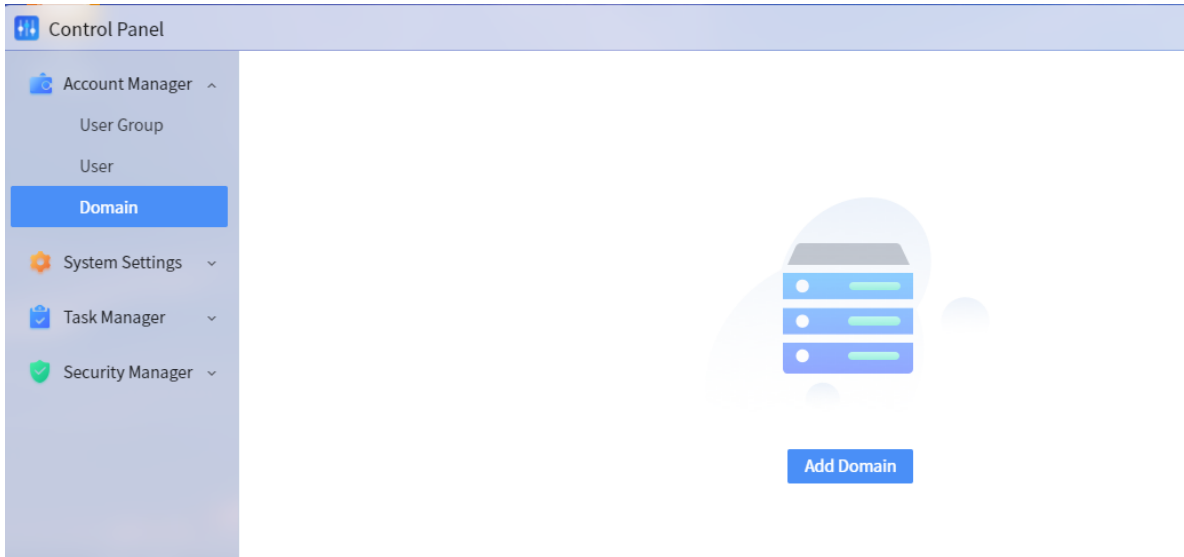 Control Panel
Account Manager
User Group
User
Domain
System Settings
Task Manager
Security Manager
Add Domain